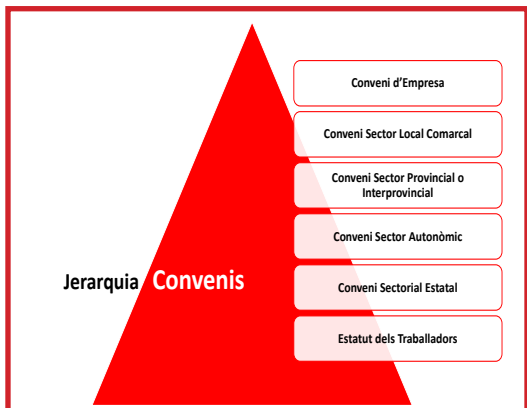 Conveni d'Empresa
Conveni Sector Local Comarcal
Conveni Sector Provincial o
Interprovincial
Conveni Sector Autonòmic
Jerarquia Convenis
Conveni Sectorial Estatal
Estatut dels Traballadors